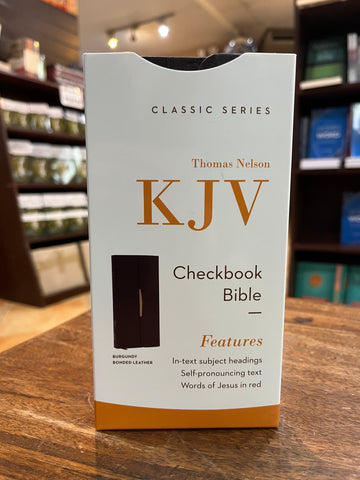 CLASSIC SERIES
Thomas Nelson
KJV
Checkbook
Bible
BURGUNDY
BONDED LEATHER
Features
In-text subject headings
Self-pronouncing text
Words of Jesus in red